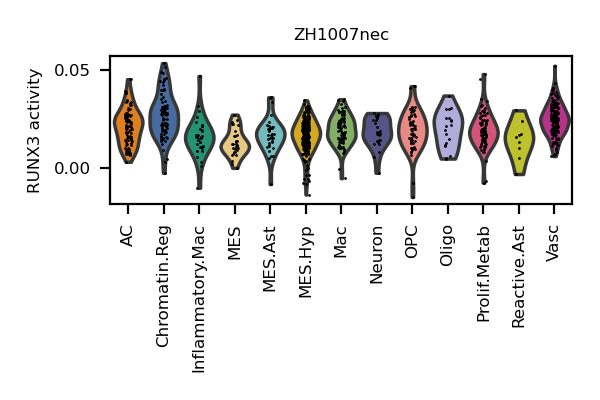 ZH1007nec
RUNX3 activity
0.05
0.00
AC
Chromatin.Reg
Inflammatory.Mac
MES
MES.Ast
MES.Hyp
Mac
Neuron
OPC
Oligo
Prolif.Metab
Reactive.Ast
Vasc